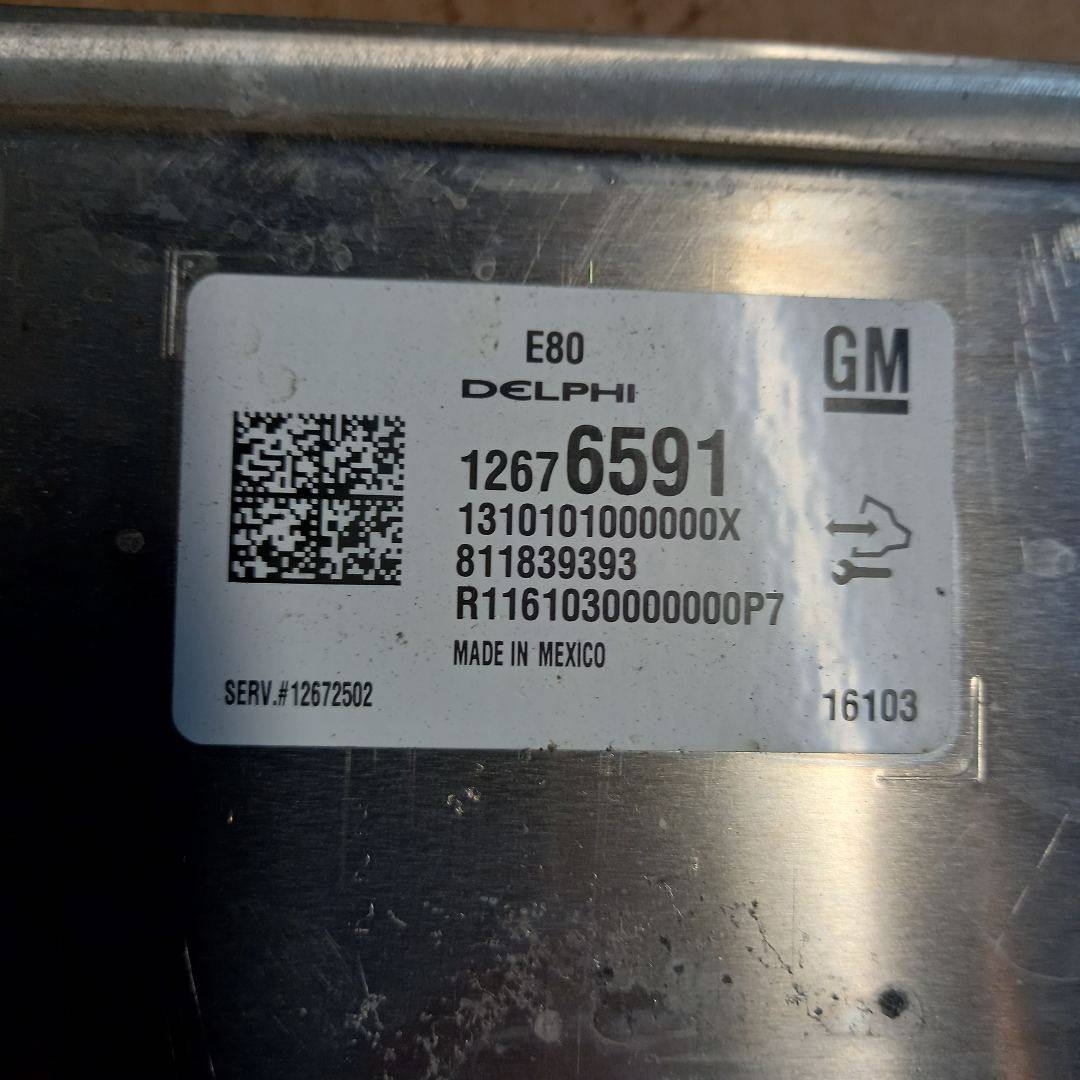 E80
GM
DELPHI
12676591
1310101000000X
811839393
R1161030000000P7
MADE IN MEXICO
SERV.#12672502
16103